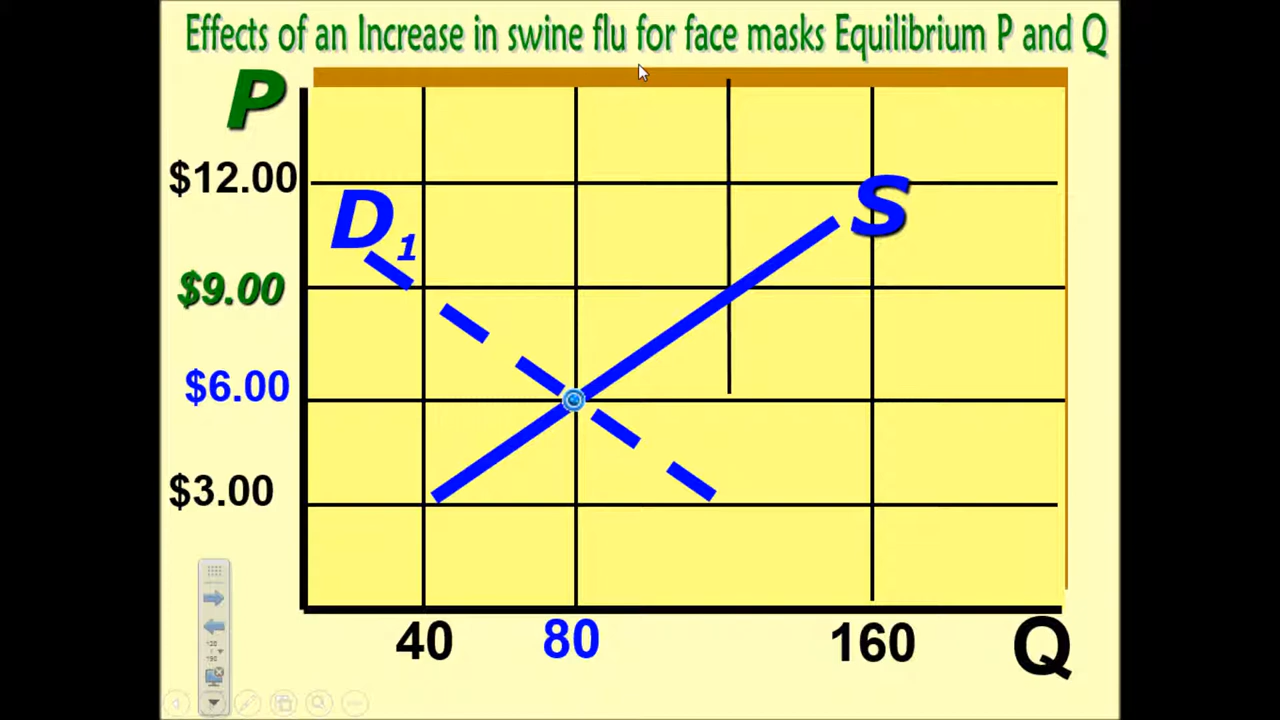 Effects of an Increase in swine flu for face masks Equilibrium P and Q
P
$12.00
D1
S
$9.00
$6.00
$3.00
40
80
160
Q